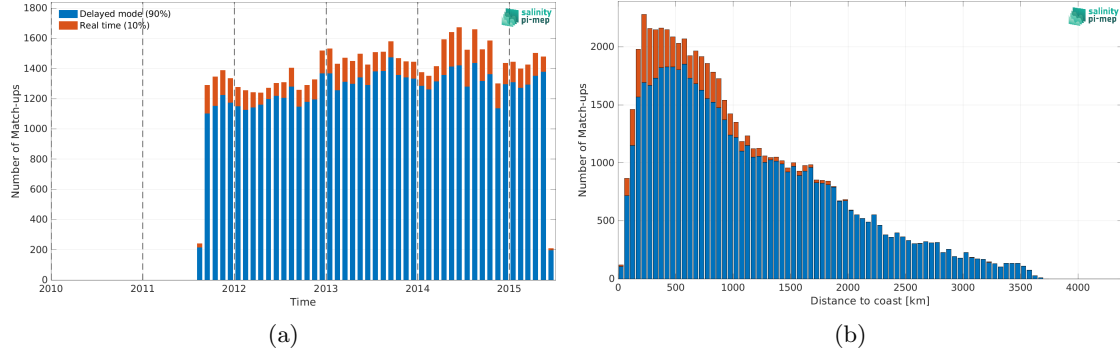 1800
1600
1400
1200
1000
800
600
400
200
0
Number of Match-ups
Delayed mode (90%)
Real time (10%)
salinity
pi-mep
2010
2011
2012
2013
2014
2015
Time
(a)
2000
1500
1000
500
0
Number of Match-ups
salinity
pi-mep
0
500
1000
1500
2000
2500
3000
3500
4000
Distance to coast [km]
(b)